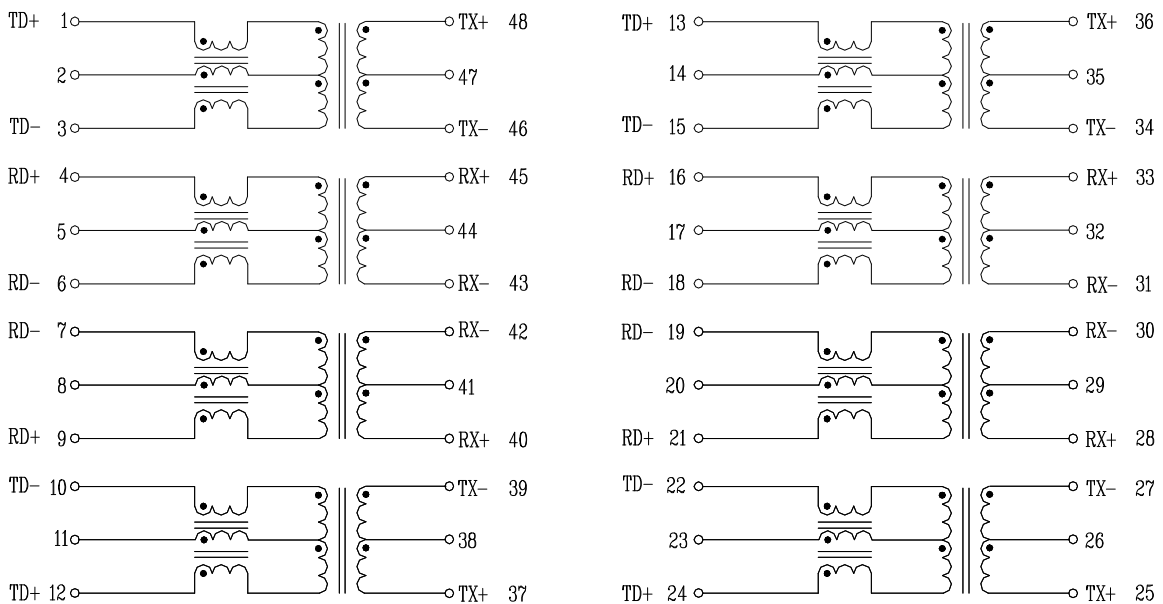 TD+ 1 TX+ 48 TD+ 13 TX+ 36
2 47 14 35
TD- 3 TX- 46 TD- 15 TX- 34
RD+ 4 RX+ 45 RD+ 16 RX+ 33
5 44 17 32
RD- 6 RX- 43 RD- 18 RX- 31
RD- 7 RX- 42 RD- 19 RX- 30
8 41 20 29
RD+ 9 RX+ 40 RD+ 21 RX+ 28
TD- 10 TX- 39 TD- 22 TX- 27
11 38 23 26
TD+ 12 TX+ 37 TD+ 24 TX+ 25